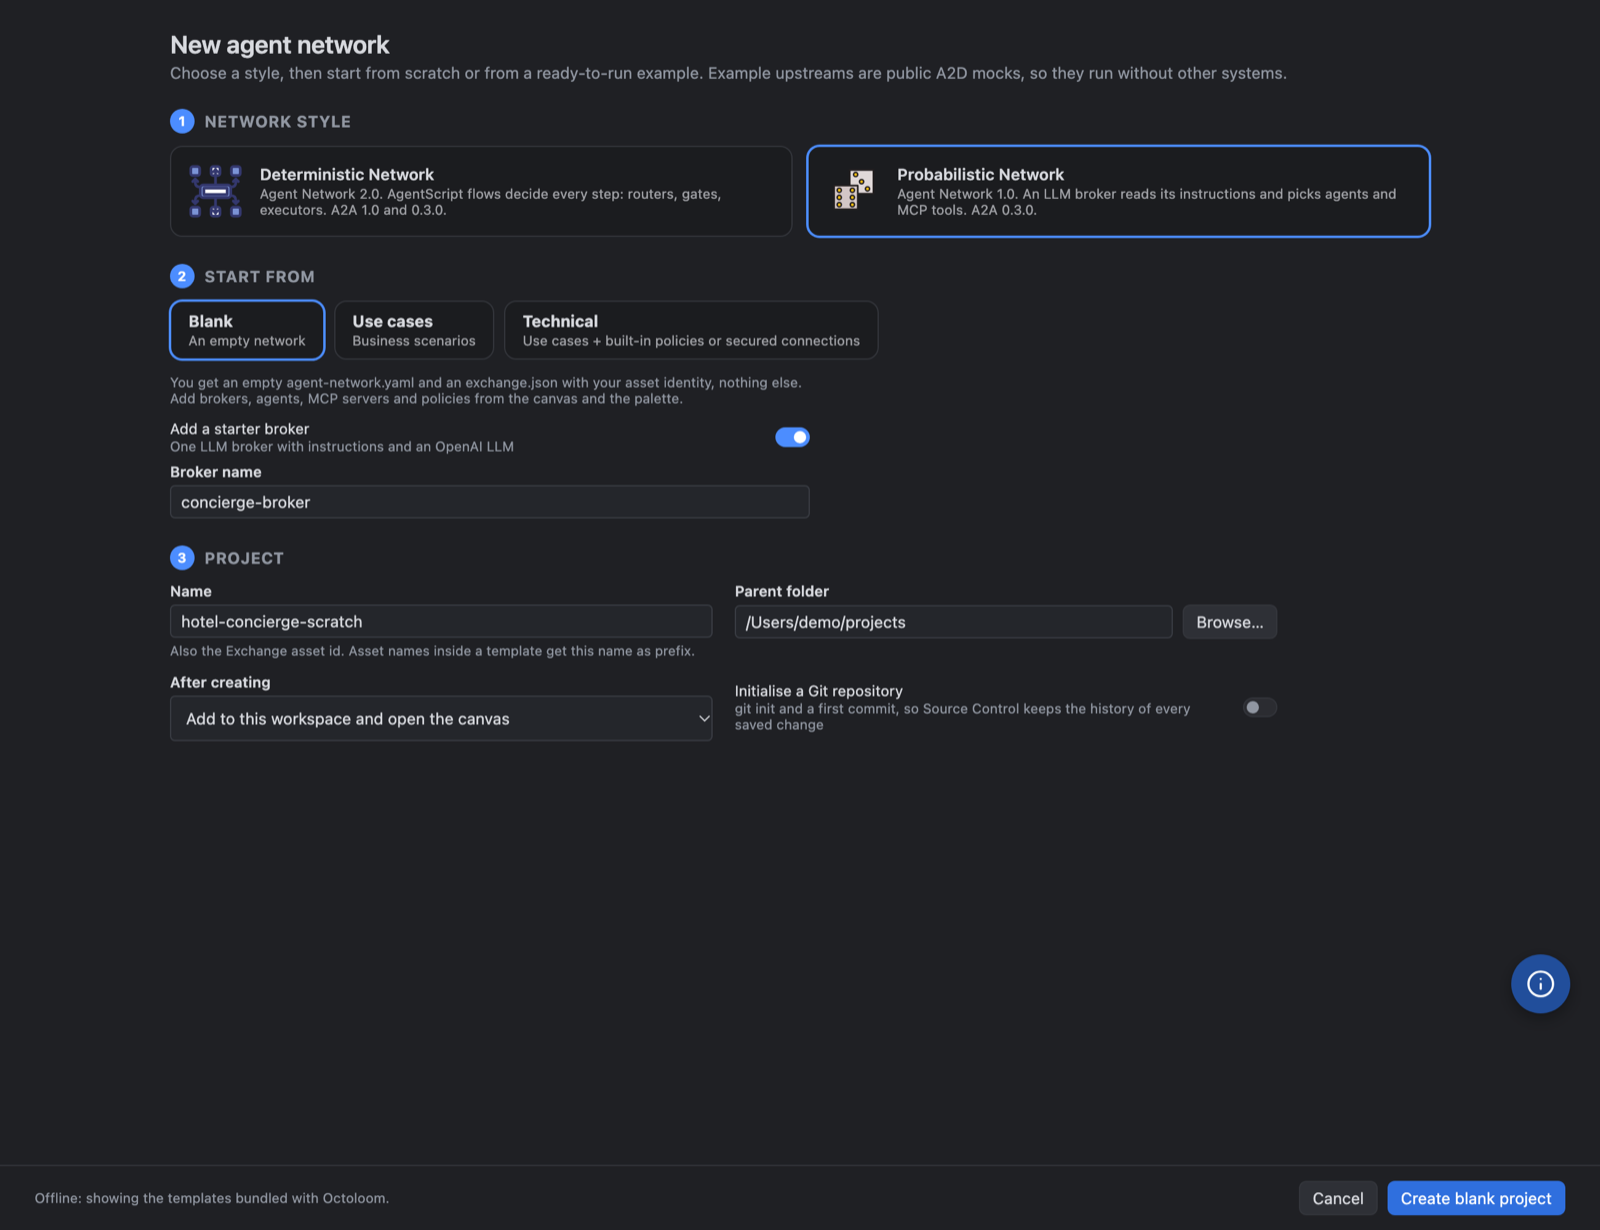 New agent network
Choose a style, then start from scratch or from a ready-to-run example. Example upstreams are public A2D mocks, so they run without other systems.
1 NETWORK STYLE
Deterministic Network
Agent Network 2.0. AgentScript flows decide every step: routers, gates,
executors. A2A 1.0 and 0.3.0.
Probabilistic Network
Agent Network 1.0. An LLM broker reads its instructions and picks agents and
MCP tools. A2A 0.3.0.
2 START FROM
Blank
An empty network
Use cases
Business scenarios
Technical
Use cases + built-in policies or secured connections
You get an empty agent-network.yaml and an exchange.json with your asset identity, nothing else.
Add brokers, agents, MCP servers and policies from the canvas and the palette.
Add a starter broker
One LLM broker with instructions and an OpenAI LLM
Broker name
concierge-broker
3 PROJECT
Name
hotel-concierge-scratch
Also the Exchange asset id. Asset names inside a template get this name as prefix.
Parent folder
/Users/demo/projects
Browse...
After creating
Add to this workspace and open the canvas
Initialise a Git repository
git init and a first commit, so Source Control keeps the history of every
saved change
Offline: showing the templates bundled with Octoloom.
Cancel
Create blank project